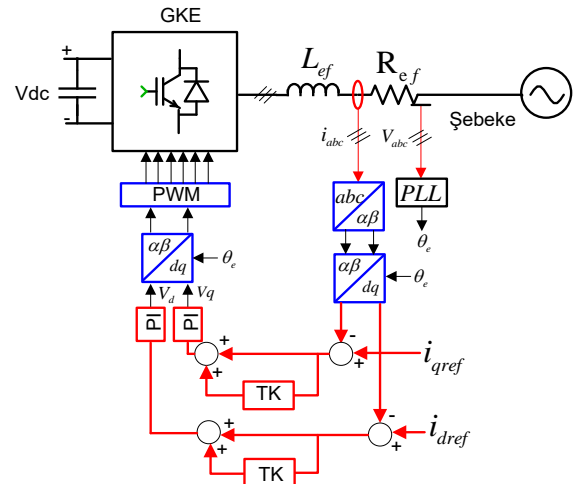 GKE
+
Vdc
-
L_ef
R_ef
Şebeke
i_abc
V_abc
PWM
abc
αβ
PLL
θ_e
αβ
dq
θ_e
αβ
dq
θ_e
V_d
Vq
PI
PI
+
+
TK
-
+
i_qref
+
+
TK
-
+
i_dref